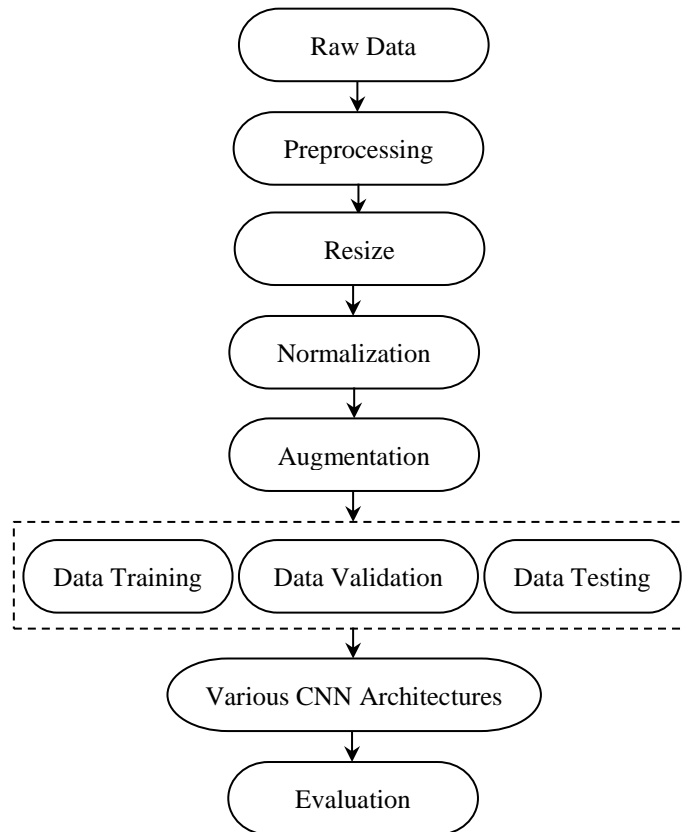 Raw Data
Preprocessing
Resize
Normalization
Augmentation
Data Training
Data Validation
Data Testing
Various CNN Architectures
Evaluation